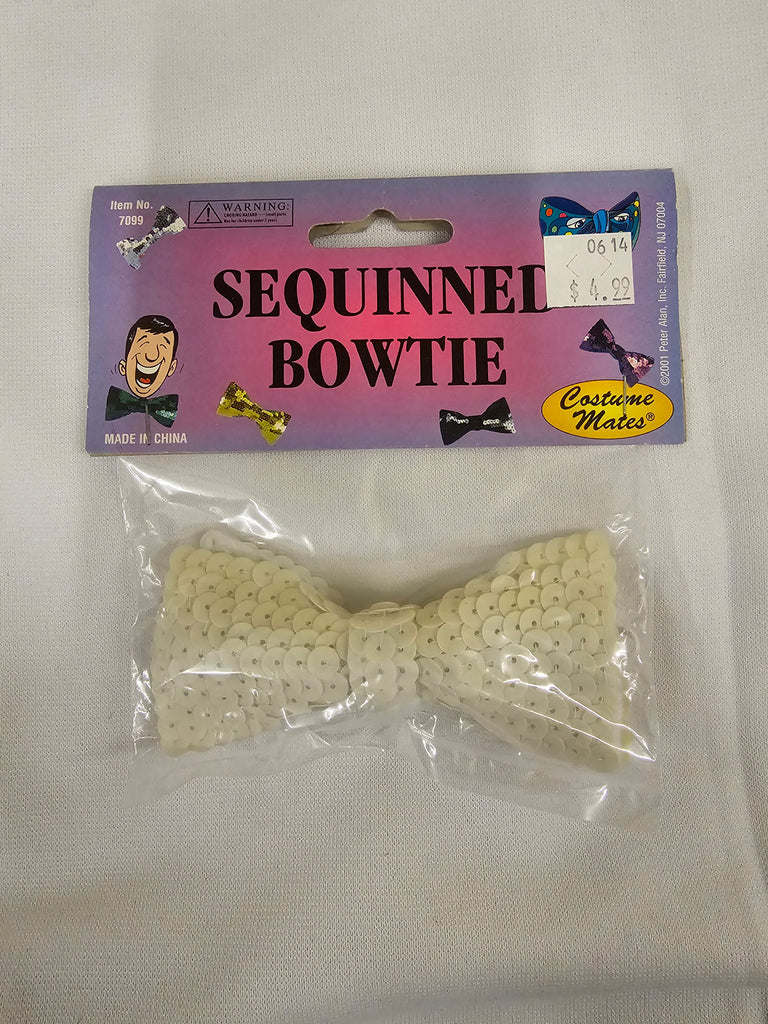 Item No.
7099
WARNING:
CHOKING HAZARD — Small parts
Not for children under 3 years
0614
$ 4.99
SEQUINNED
BOWTIE
Costume
Mates®
MADE IN CHINA
©2001 Peter Alan, Inc. Fairfield, NJ 07004